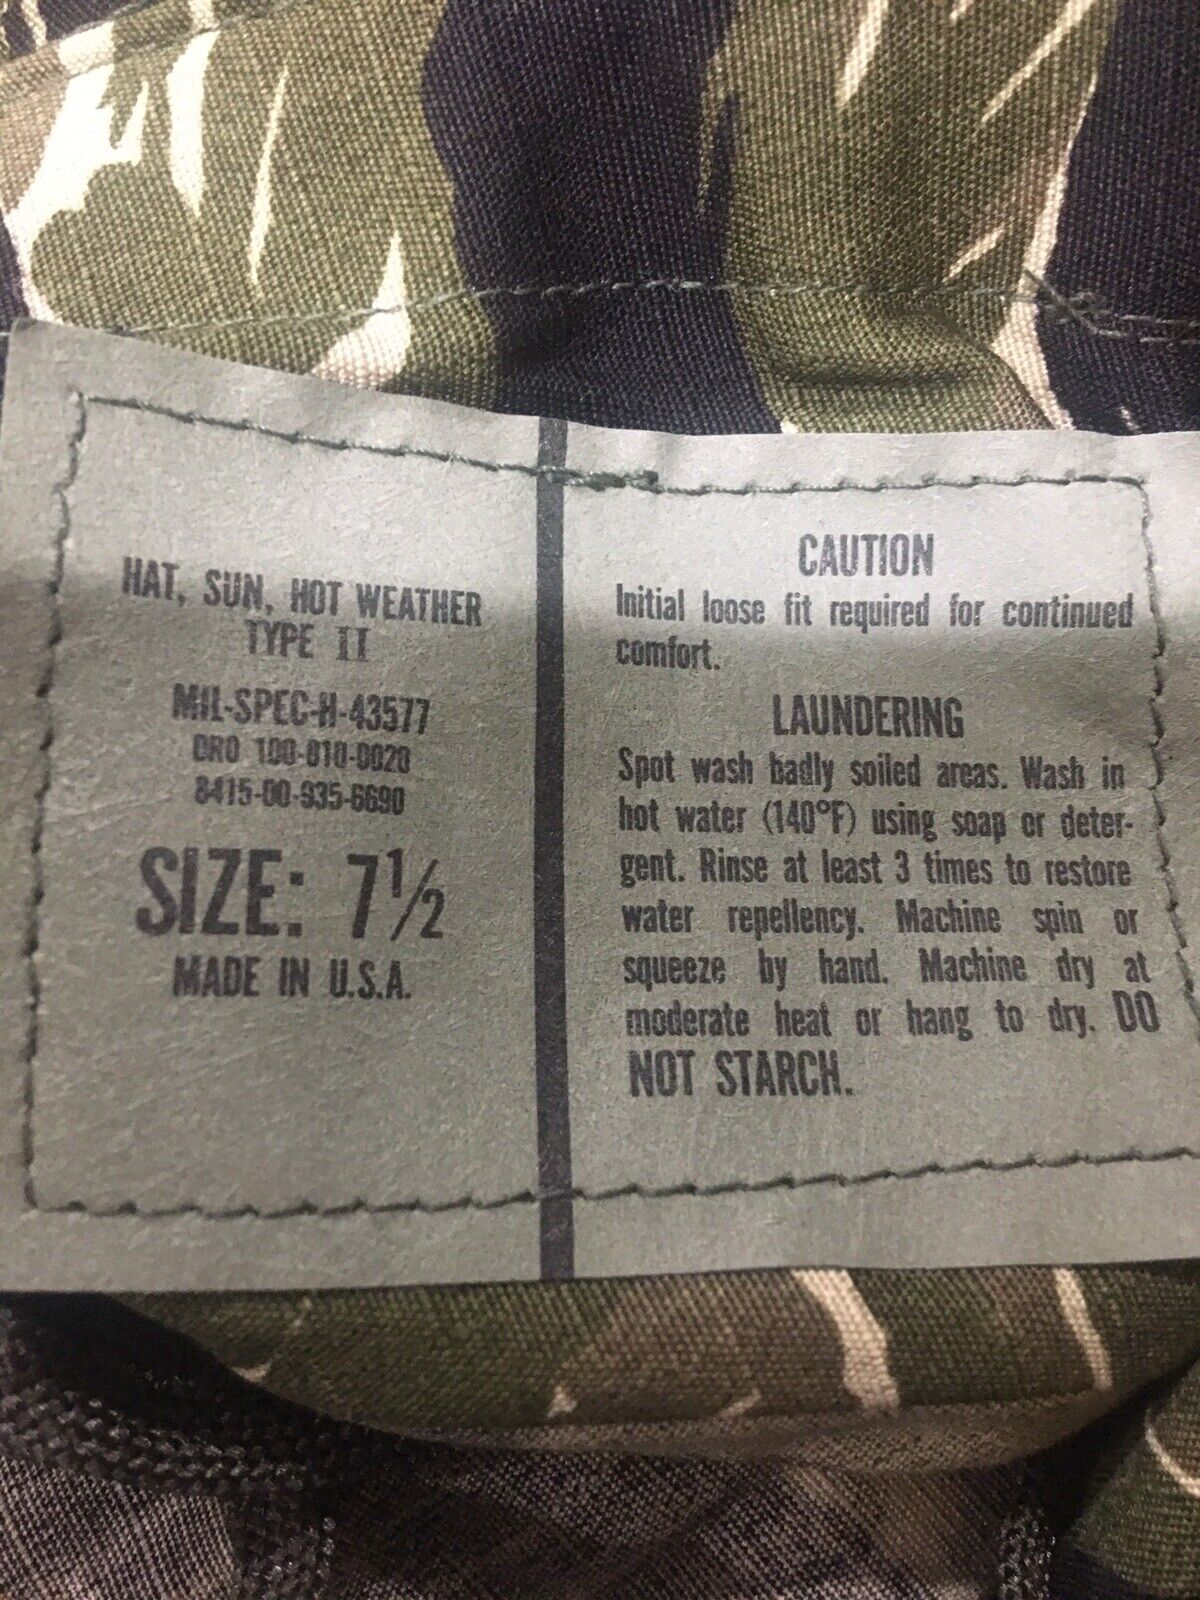 HAT, SUN, HOT WEATHER
TYPE II
MIL-SPEC-H-43577
DRO 100-810-0020
8415-00-935-6690
SIZE: 7½
MADE IN U.S.A.
CAUTION
Initial loose fit required for continued
comfort.
LAUNDERING
Spot wash badly soiled areas. Wash in
hot water (140°F) using soap or deter-
gent. Rinse at least 3 times to restore
water repellency. Machine spin or
squeeze by hand. Machine dry at
moderate heat or hang to dry. DO
NOT STARCH.